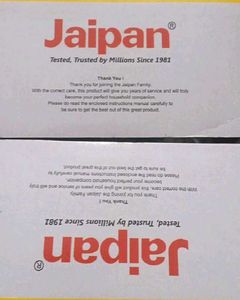 Jaipan®
Tested, Trusted by Millions Since 1981
Thank You !
Thank you for joining the Jaipan Family.
With the correct care, this product will give you years of service and will truly
become your perfect household companion.
Please do read the enclosed instructions manual carefully to
be sure to get the best out of this great product.
Jaipan®
Tested, Trusted by Millions Since 1981
Thank You !
Thank you for joining the Jaipan Family.
With the correct care, this product will give you years of service and will truly
become your perfect household companion.
Please do read the enclosed instructions manual carefully to
be sure to get the best out of this great product.